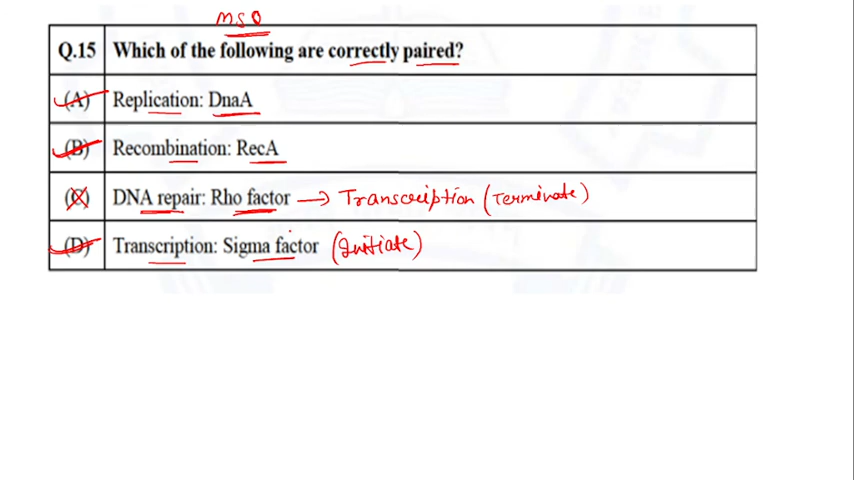 MSQ
Q.15 Which of the following are correctly paired?
(A) Replication: DnaA
(B) Recombination: RecA
(C) DNA repair: Rho factor → Transcription (Terminate)
(D) Transcription: Sigma factor (Initiate)